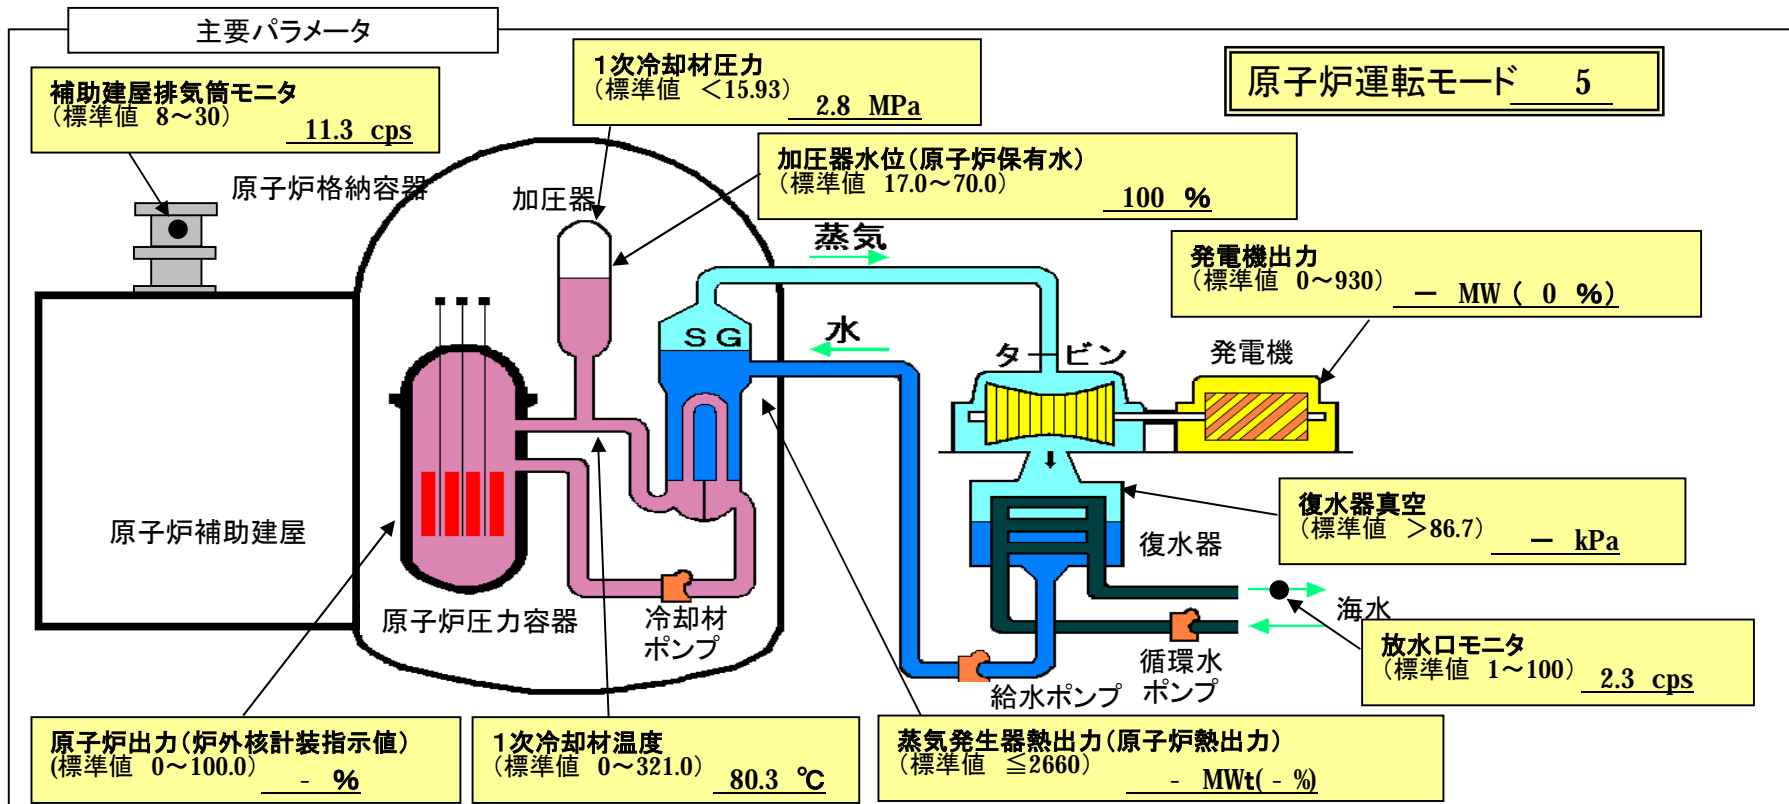 主要パラメータ
補助建屋排気筒モニタ
(標準値 8～30)
11.3 cps
1次冷却材圧力
(標準値 <15.93)
2.8 MPa
原子炉運転モード 5
加圧器水位(原子炉保有水)
(標準値 17.0～70.0)
100 %
原子炉格納容器
加圧器
蒸気
発電機出力
(標準値 0～930)
― MW ( 0 %)
SG
水
タービン
発電機
原子炉補助建屋
復水器真空
(標準値 >86.7)
― kPa
復水器
海水
原子炉圧力容器
冷却材
ポンプ
給水ポンプ
循環水
ポンプ
放水口モニタ
(標準値 1～100)
2.3 cps
原子炉出力(炉外核計装指示値)
(標準値 0～100.0)
- %
1次冷却材温度
(標準値 0～321.0)
80.3 ℃
蒸気発生器熱出力(原子炉熱出力)
(標準値 ≦2660)
- MWt( - %)